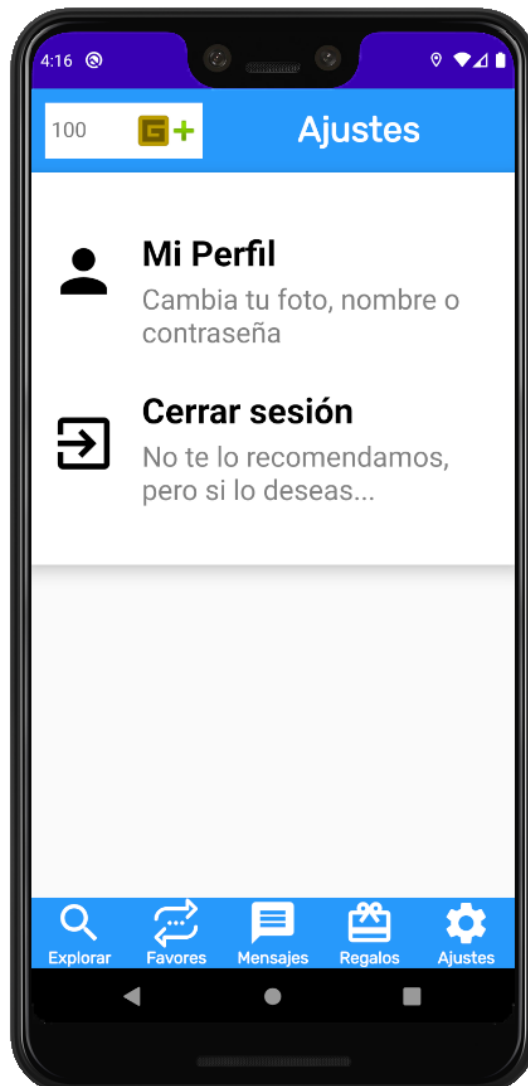 4:16
100 G+
Ajustes
Mi Perfil
Cambia tu foto, nombre o
contraseña
Cerrar sesión
No te lo recomendamos,
pero si lo deseas...
Explorar Favores Mensajes Regalos Ajustes